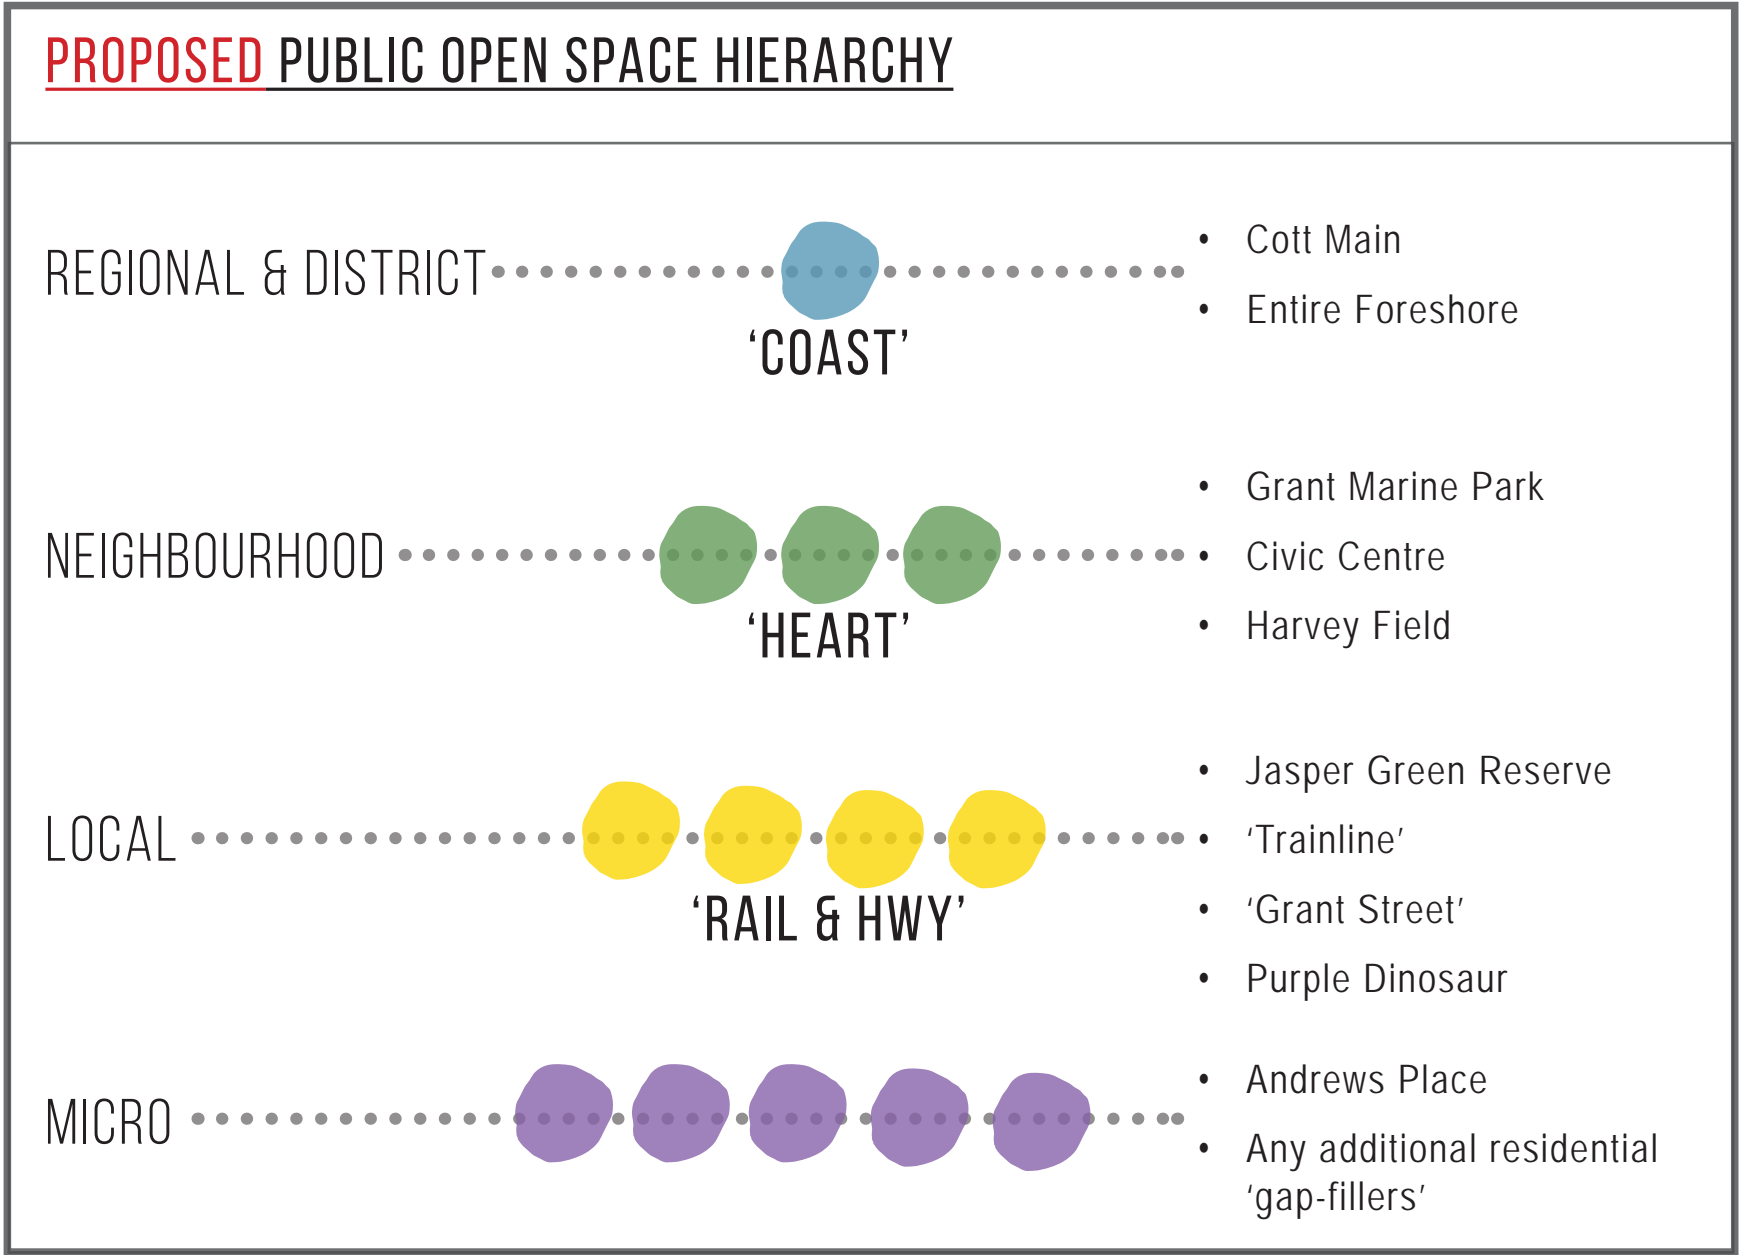 PROPOSED PUBLIC OPEN SPACE HIERARCHY
REGIONAL & DISTRICT
‘COAST’
• Cott Main
• Entire Foreshore
NEIGHBOURHOOD
‘HEART’
• Grant Marine Park
• Civic Centre
• Harvey Field
LOCAL
‘RAIL & HWY’
• Jasper Green Reserve
• ‘Trainline’
• ‘Grant Street’
• Purple Dinosaur
MICRO
• Andrews Place
• Any additional residential
‘gap-fillers’